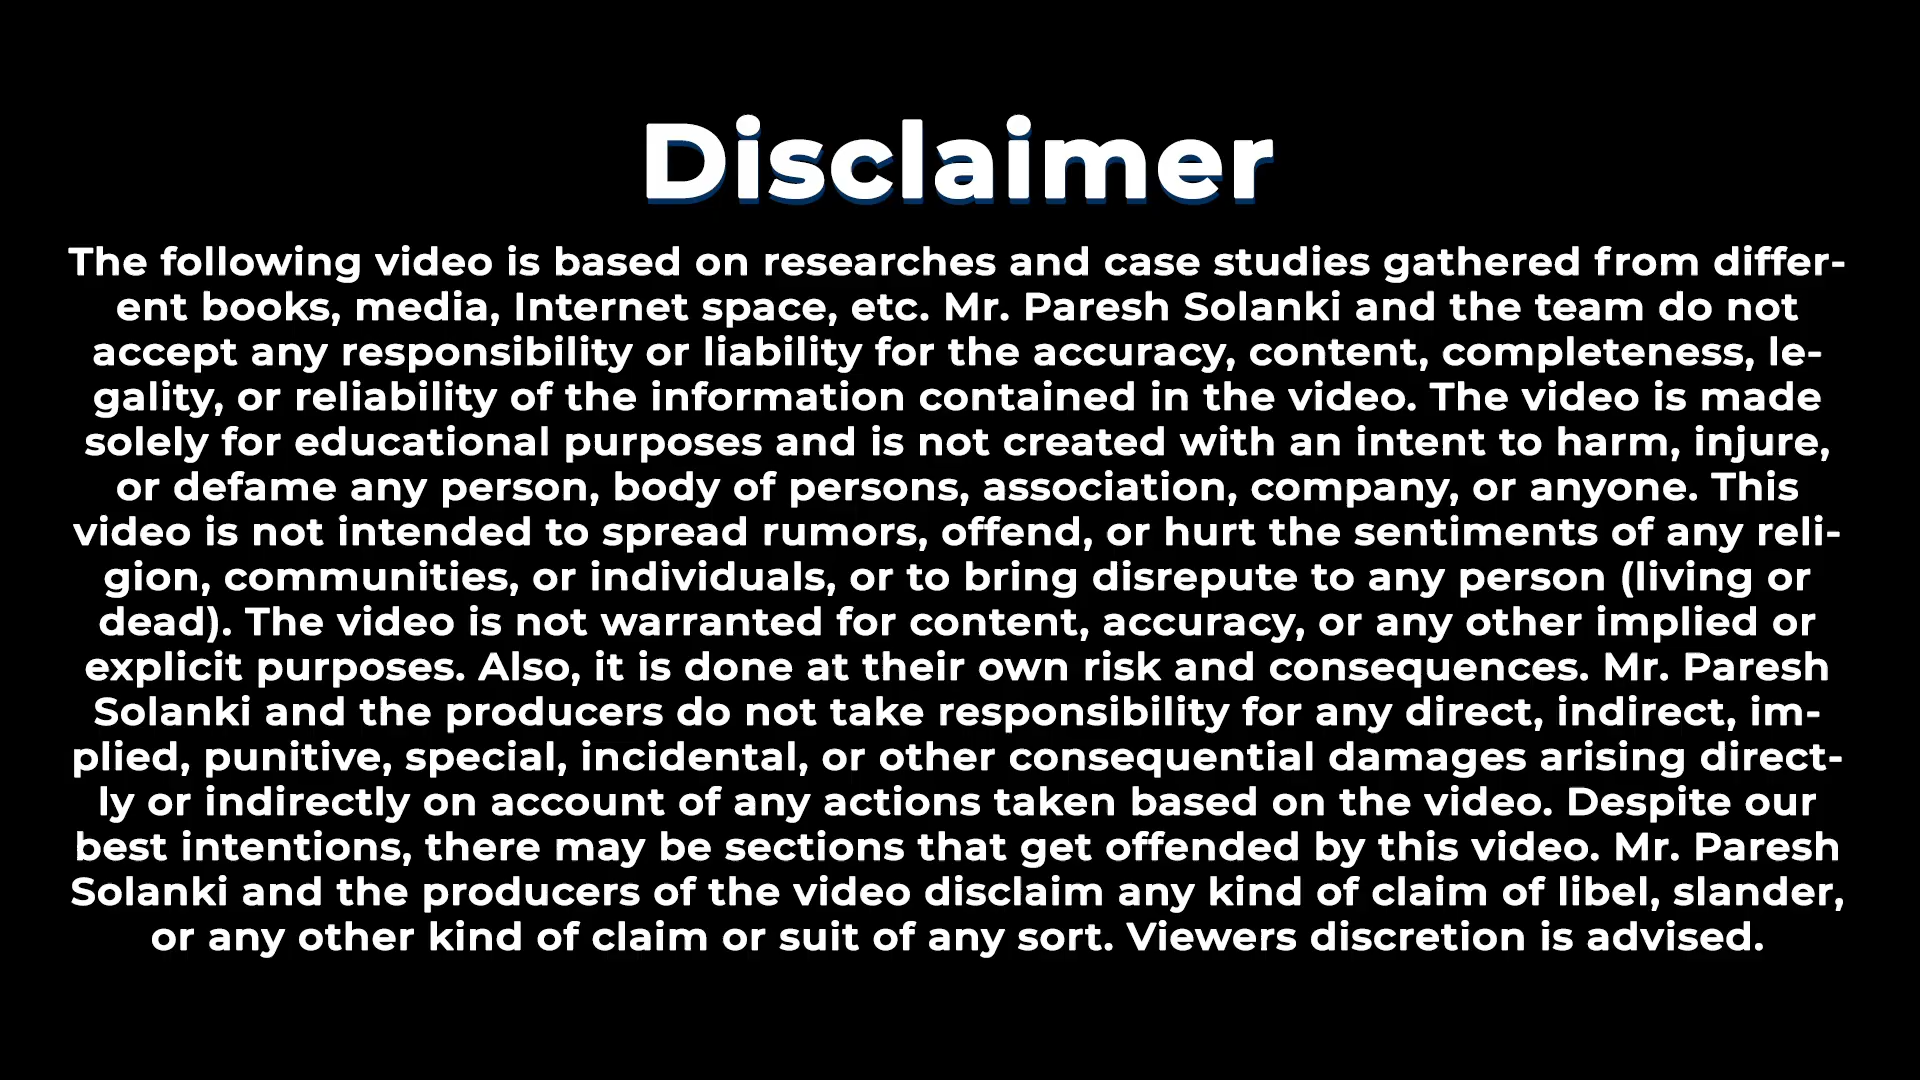 Disclaimer
The following video is based on researches and case studies gathered from differ-
ent books, media, Internet space, etc. Mr. Paresh Solanki and the team do not
accept any responsibility or liability for the accuracy, content, completeness, le-
gality, or reliability of the information contained in the video. The video is made
solely for educational purposes and is not created with an intent to harm, injure,
or defame any person, body of persons, association, company, or anyone. This
video is not intended to spread rumors, offend, or hurt the sentiments of any reli-
gion, communities, or individuals, or to bring disrepute to any person (living or
dead). The video is not warranted for content, accuracy, or any other implied or
explicit purposes. Also, it is done at their own risk and consequences. Mr. Paresh
Solanki and the producers do not take responsibility for any direct, indirect, im-
plied, punitive, special, incidental, or other consequential damages arising direct-
ly or indirectly on account of any actions taken based on the video. Despite our
best intentions, there may be sections that get offended by this video. Mr. Paresh
Solanki and the producers of the video disclaim any kind of claim of libel, slander,
or any other kind of claim or suit of any sort. Viewers discretion is advised.